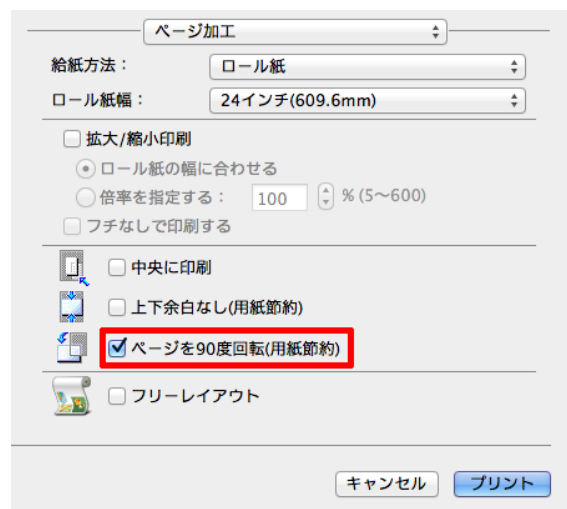 ページ加工
給紙方法： ロール紙
ロール紙幅： 24インチ(609.6mm)
拡大/縮小印刷
ロール紙の幅に合わせる
倍率を指定する： 100 % (5〜600)
フチなしで印刷する
中央に印刷
上下余白なし(用紙節約)
ページを90度回転(用紙節約)
フリーレイアウト
キャンセル プリント